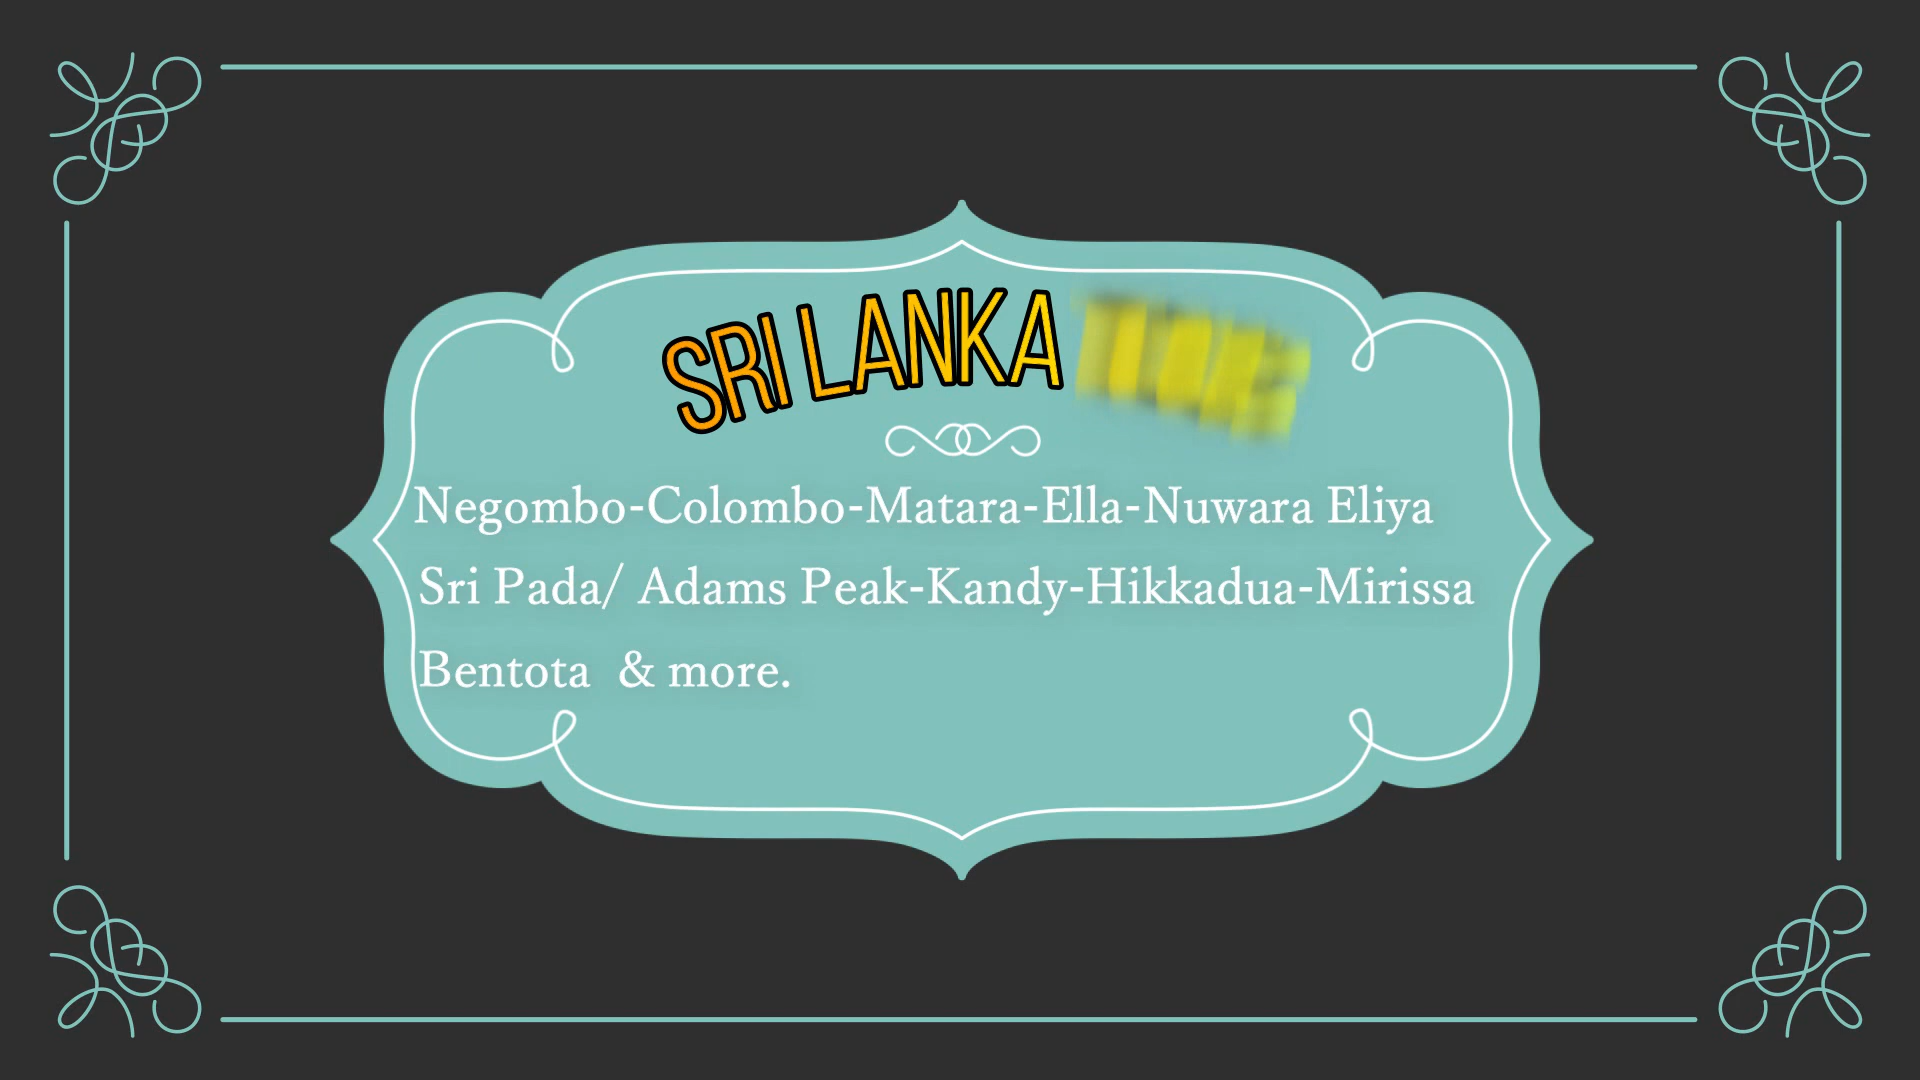 SRI LANKA
Negombo-Colombo-Matara-Ella-Nuwara Eliya
Sri Pada/ Adams Peak-Kandy-Hikkadua-Mirissa
Bentota & more.